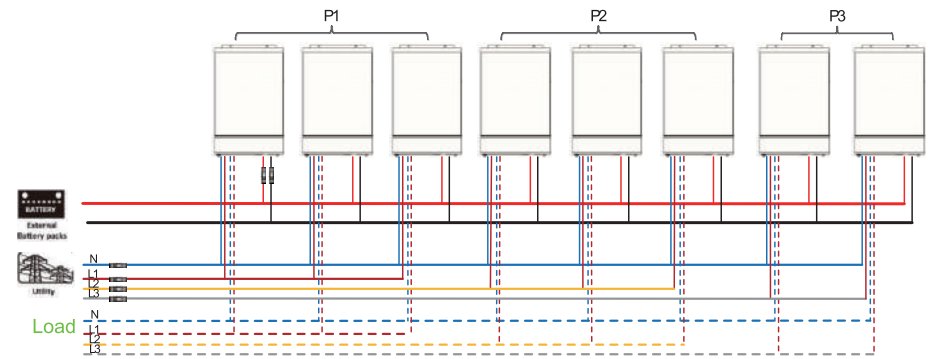 P1
P2
P3
BATTERY
External
Battery packs
N
L1
L2
L3
Utility
Load
N
L1
L2
L3